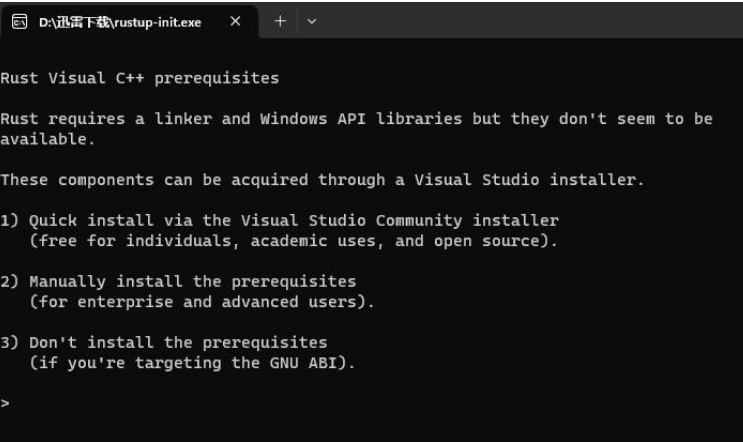 D:\迅雷下载\rustup-init.exe
Rust Visual C++ prerequisites
Rust requires a linker and Windows API libraries but they don't seem to be
available.
These components can be acquired through a Visual Studio installer.
1) Quick install via the Visual Studio Community installer
(free for individuals, academic uses, and open source).
2) Manually install the prerequisites
(for enterprise and advanced users).
3) Don't install the prerequisites
(if you're targeting the GNU ABI).
>